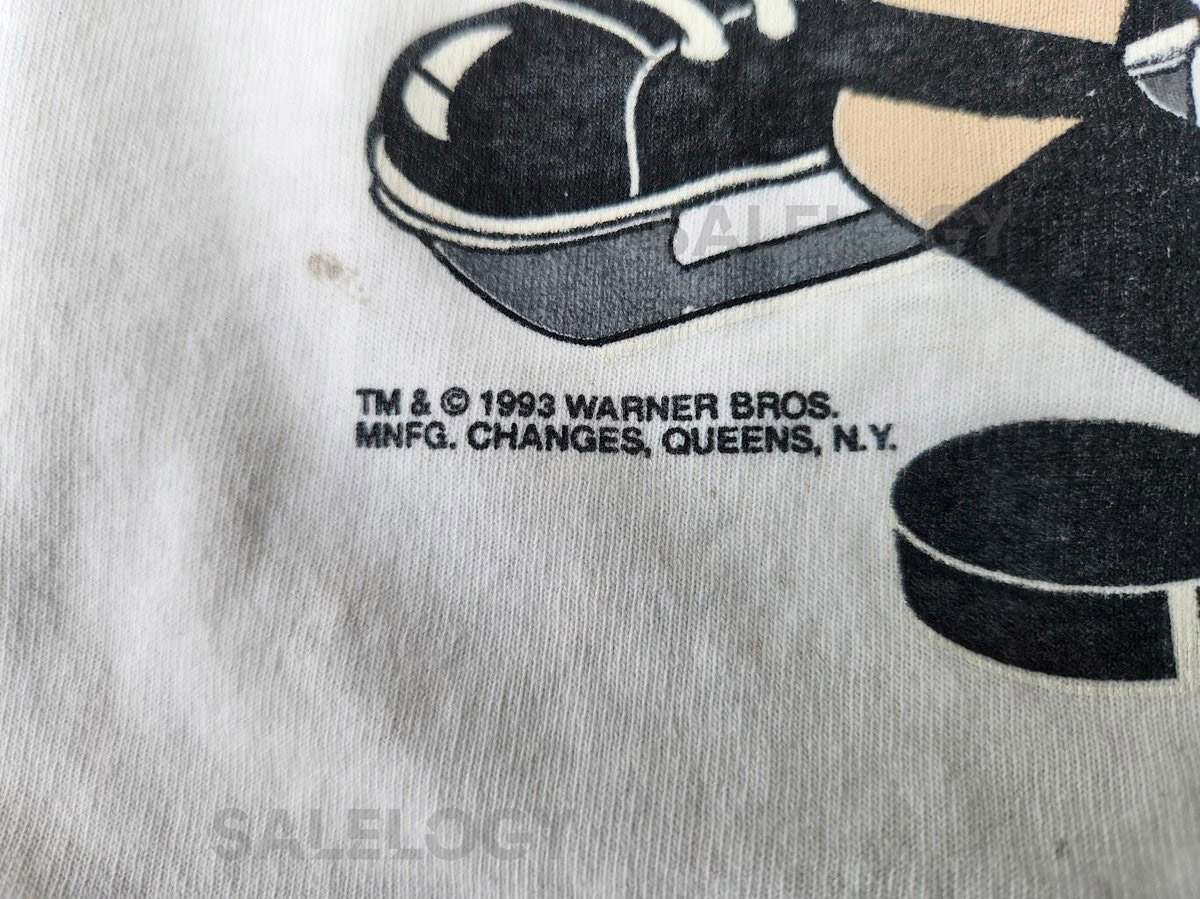 SALELOGY
TM & © 1993 WARNER BROS.
MNFG. CHANGES, QUEENS, N.Y.
SALELOGY